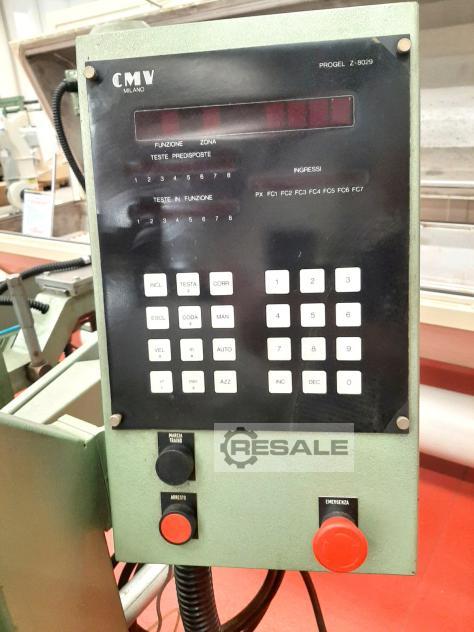 CMV
MILANO
PROGEL Z-8029
FUNZIONE ZONA
TESTE PREDISPOSTE
1 2 3 4 5 6 7 8
INGRESSI
PX FC1 FC2 FC3 FC4 FC5 FC6 FC7
TESTE IN FUNZIONE
1 2 3 4 5 6 7 8
INCL TESTA CORR 1 2 3
ESCL CODA MAN 4 5 6
VEL AUTO 7 8 9
AZZ INC DEC 0
RESALE
MARCIA
TRAINO
ARRESTO
EMERGENZA